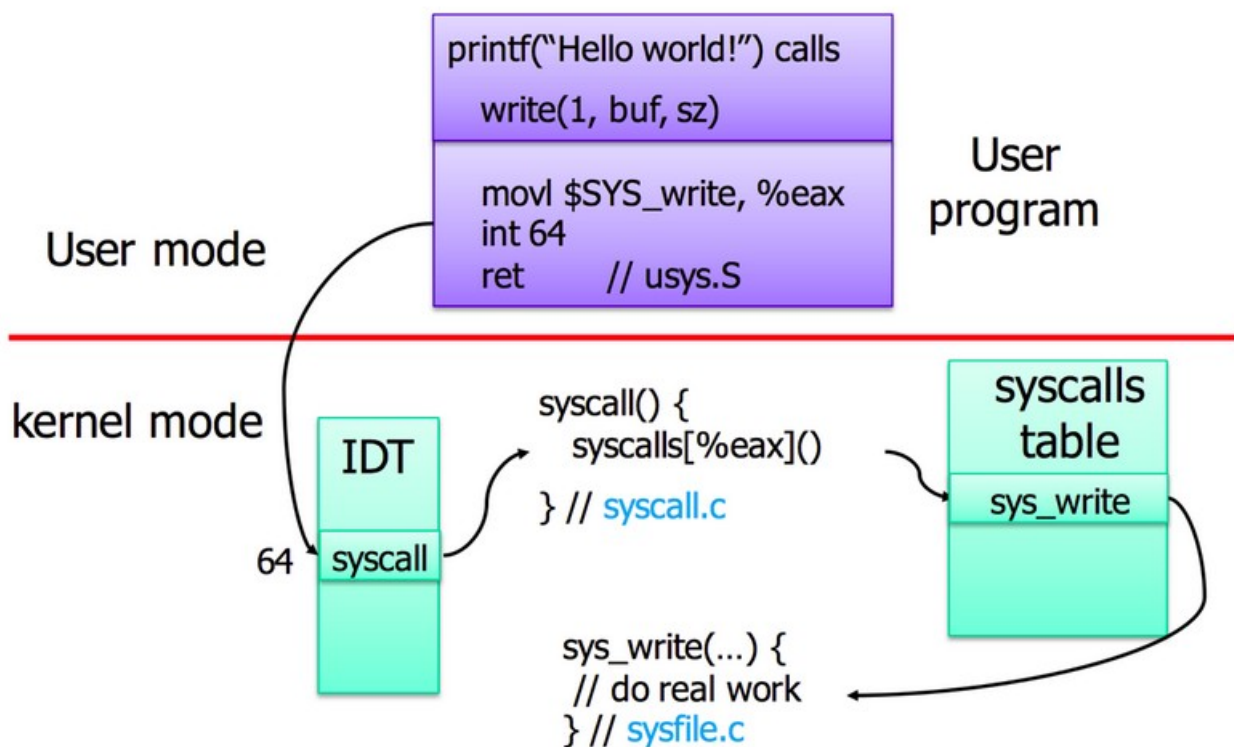 printf(“Hello world!”) calls
write(1, buf, sz)
movl $SYS_write, %eax
int 64
ret // usys.S
User
program
User mode
kernel mode
IDT
64
syscall
syscall() {
syscalls[%eax]()
} // syscall.c
syscalls
table
sys_write
sys_write(...) {
// do real work
} // sysfile.c